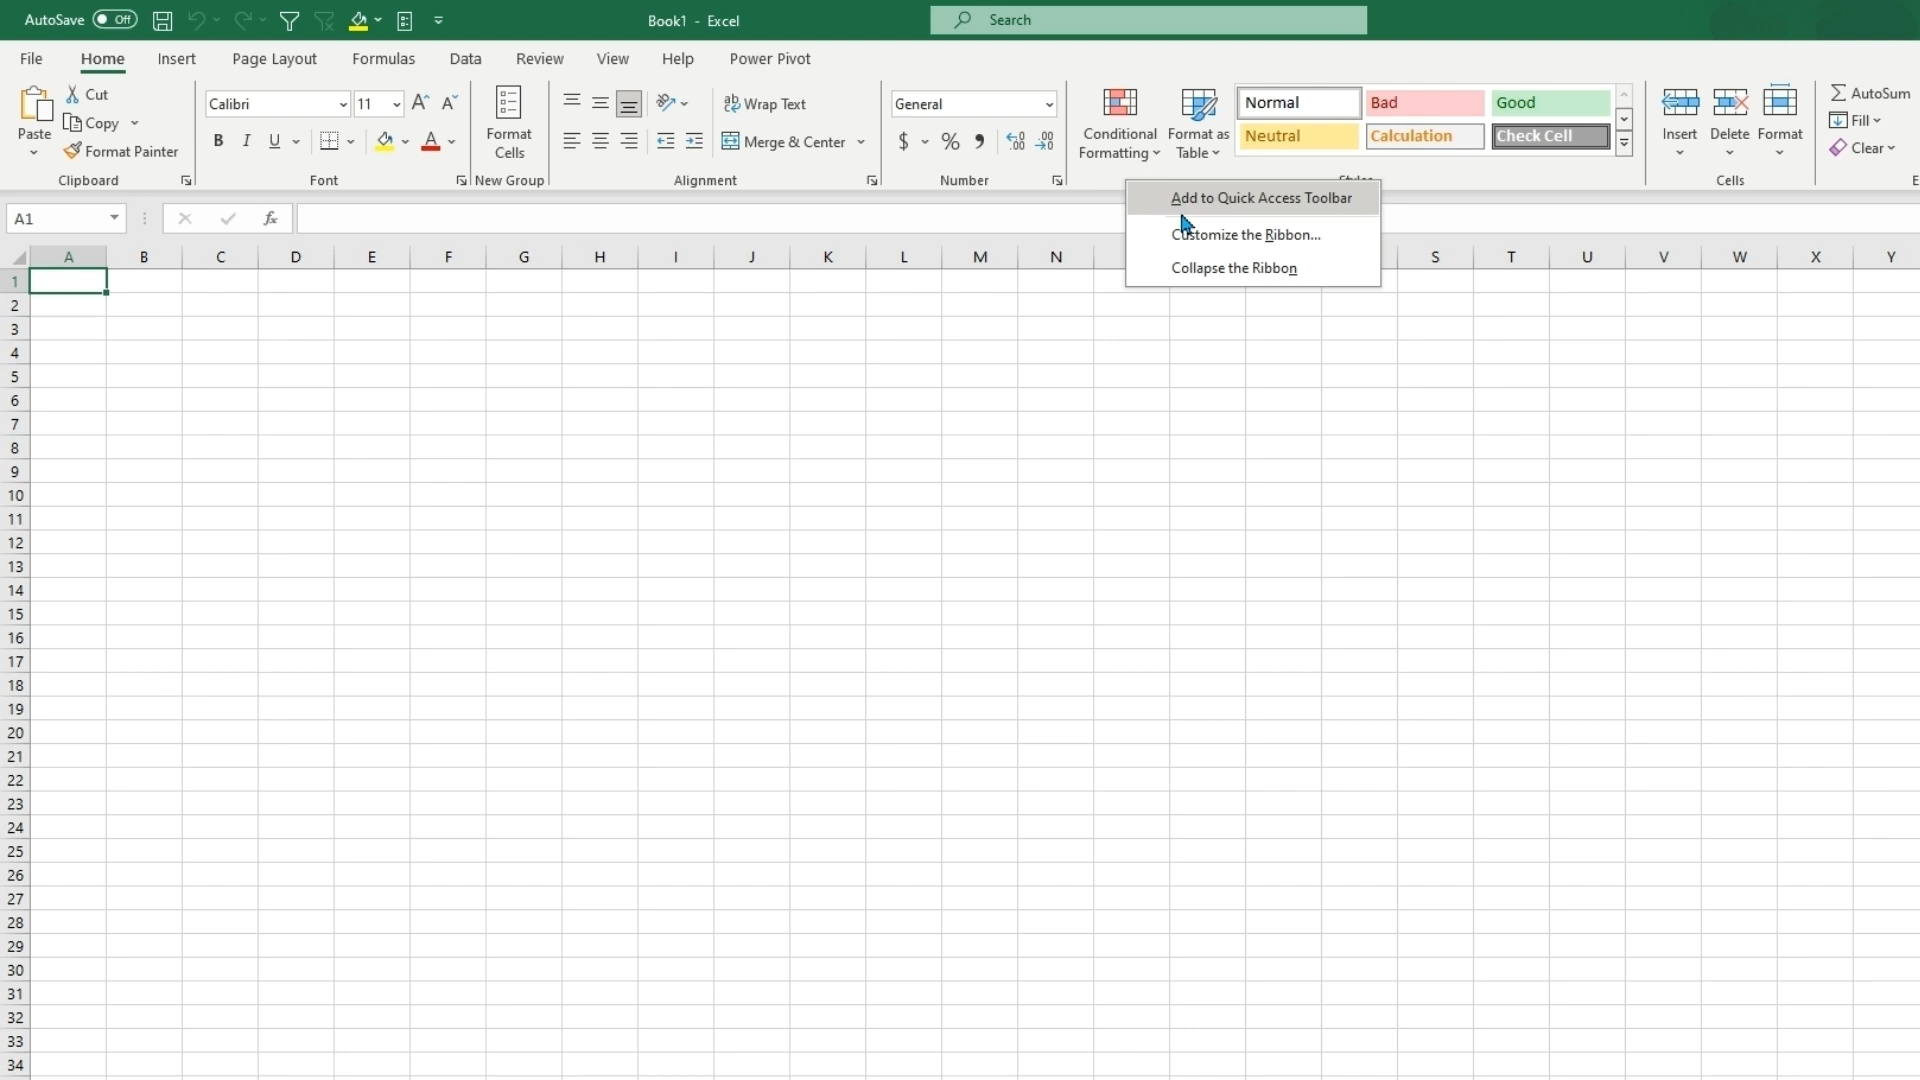 AutoSave Off Book1 - Excel Search
File Home Insert Page Layout Formulas Data Review View Help Power Pivot
Paste
Cut
Copy
Format Painter
Clipboard
Calibri 11 A A
B I U A
Font
Format
Cells
New Group
ab Wrap Text
Merge & Center
Alignment
General
$ % 9 .00 .00
Number
Conditional
Formatting
Format as
Table
Normal Bad Good
Neutral Calculation Check Cell
Insert Delete Format
Cells
AutoSum
Fill
Clear
Add to Quick Access Toolbar
Customize the Ribbon...
Collapse the Ribbon
A1 fx
A B C D E F G H I J K L M N S T U V W X Y
1
2
3
4
5
6
7
8
9
10
11
12
13
14
15
16
17
18
19
20
21
22
23
24
25
26
27
28
29
30
31
32
33
34